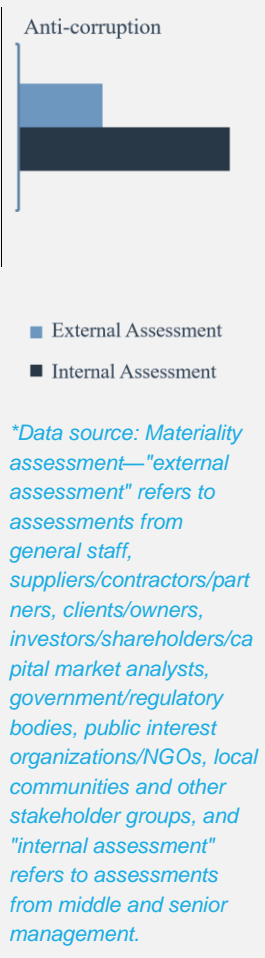 Anti-corruption
External Assessment
Internal Assessment
*Data source: Materiality
assessment—"external
assessment" refers to
assessments from
general staff,
suppliers/contractors/part
ners, clients/owners,
investors/shareholders/ca
pital market analysts,
government/regulatory
bodies, public interest
organizations/NGOs, local
communities and other
stakeholder groups, and
"internal assessment"
refers to assessments
from middle and senior
management.